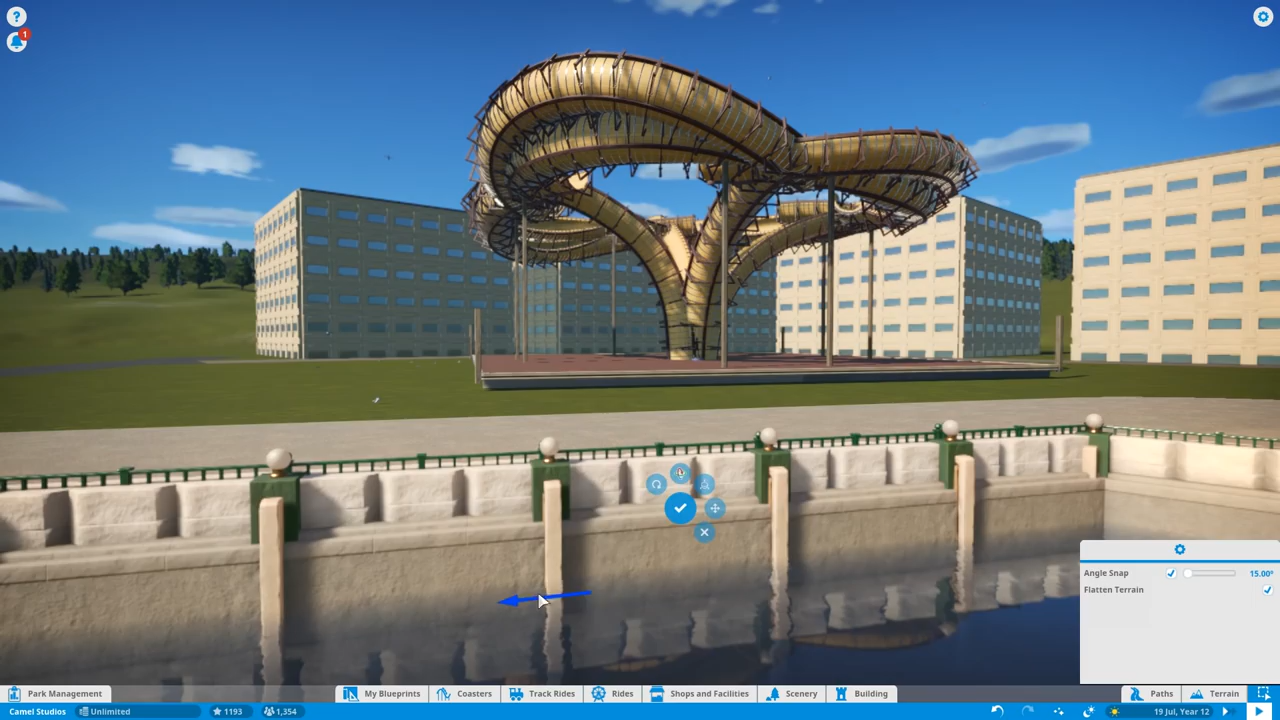 ?
1
Angle Snap 15.00°
Flatten Terrain
Park Management My Blueprints Coasters Track Rides Rides Shops and Facilities Scenery Building Paths Terrain
Camel Studios Unlimited 1193 1,354 19 Jul, Year 12